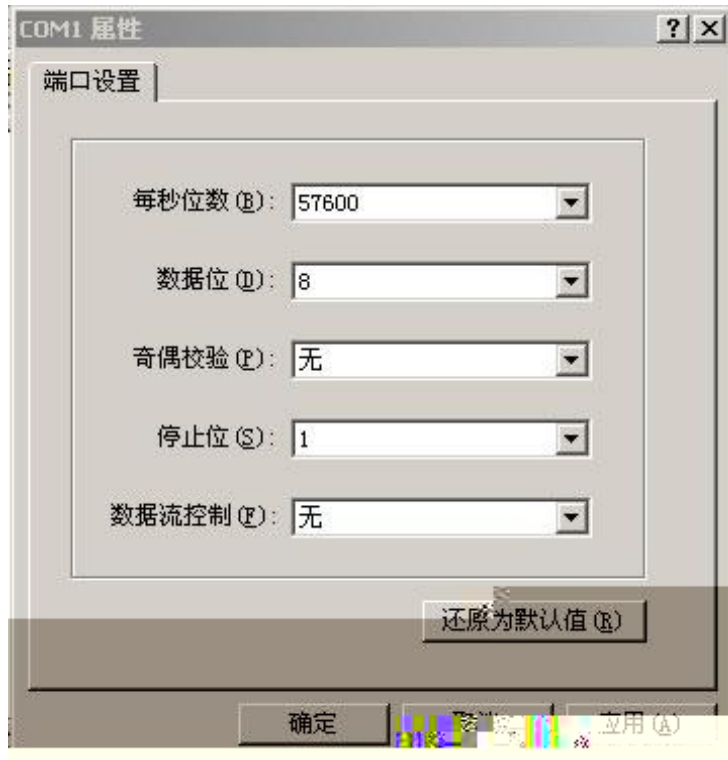 COM1 属性
端口设置
每秒位数(B): 57600
数据位(D): 8
奇偶校验(P): 无
停止位(S): 1
数据流控制(F): 无
还原为默认值(R)
确定 应用(A)